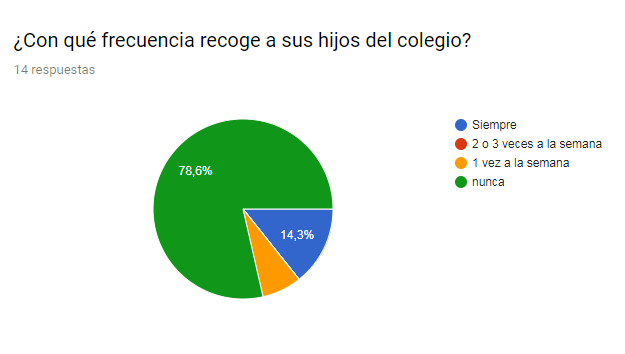 ¿Con qué frecuencia recoge a sus hijos del colegio?
14 respuestas
Siempre
2 o 3 veces a la semana
1 vez a la semana
nunca
78,6%
14,3%